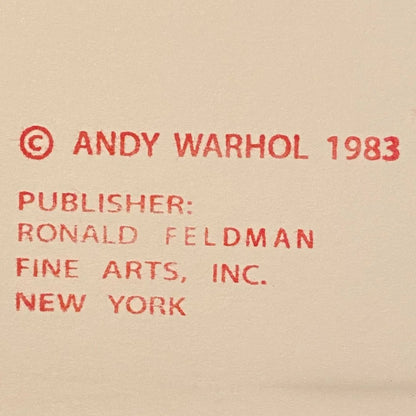 © ANDY WARHOL 1983
PUBLISHER:
RONALD FELDMAN
FINE ARTS, INC.
NEW YORK